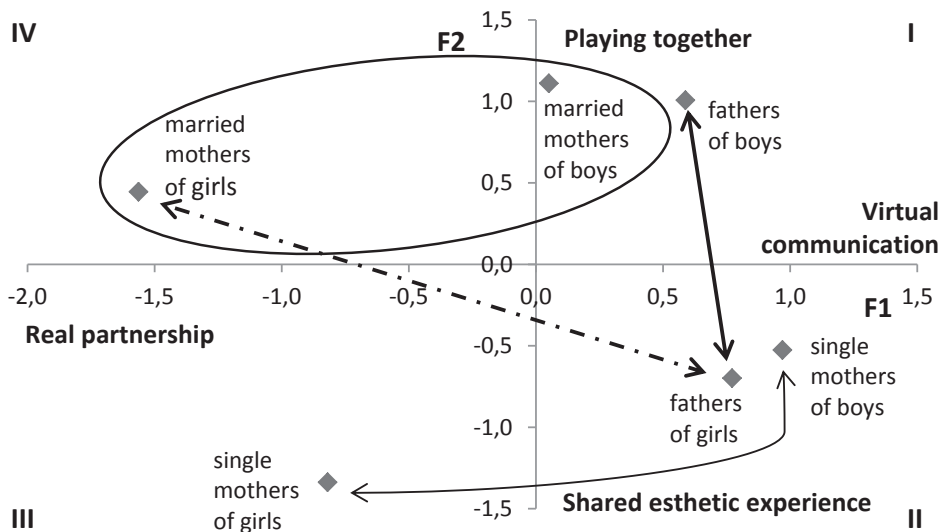 IV
F2
1,5
Playing together
I
married
mothers
of girls
1,0
married
mothers
of boys
fathers
of boys
0,5
Virtual
communication
0,0
-2,0
-1,5
-1,0
-0,5
0,0
0,5
1,0
1,5
Real partnership
F1
-0,5
single
mothers
of boys
fathers
of girls
-1,0
single
mothers
of girls
-1,5
Shared esthetic experience
III
II